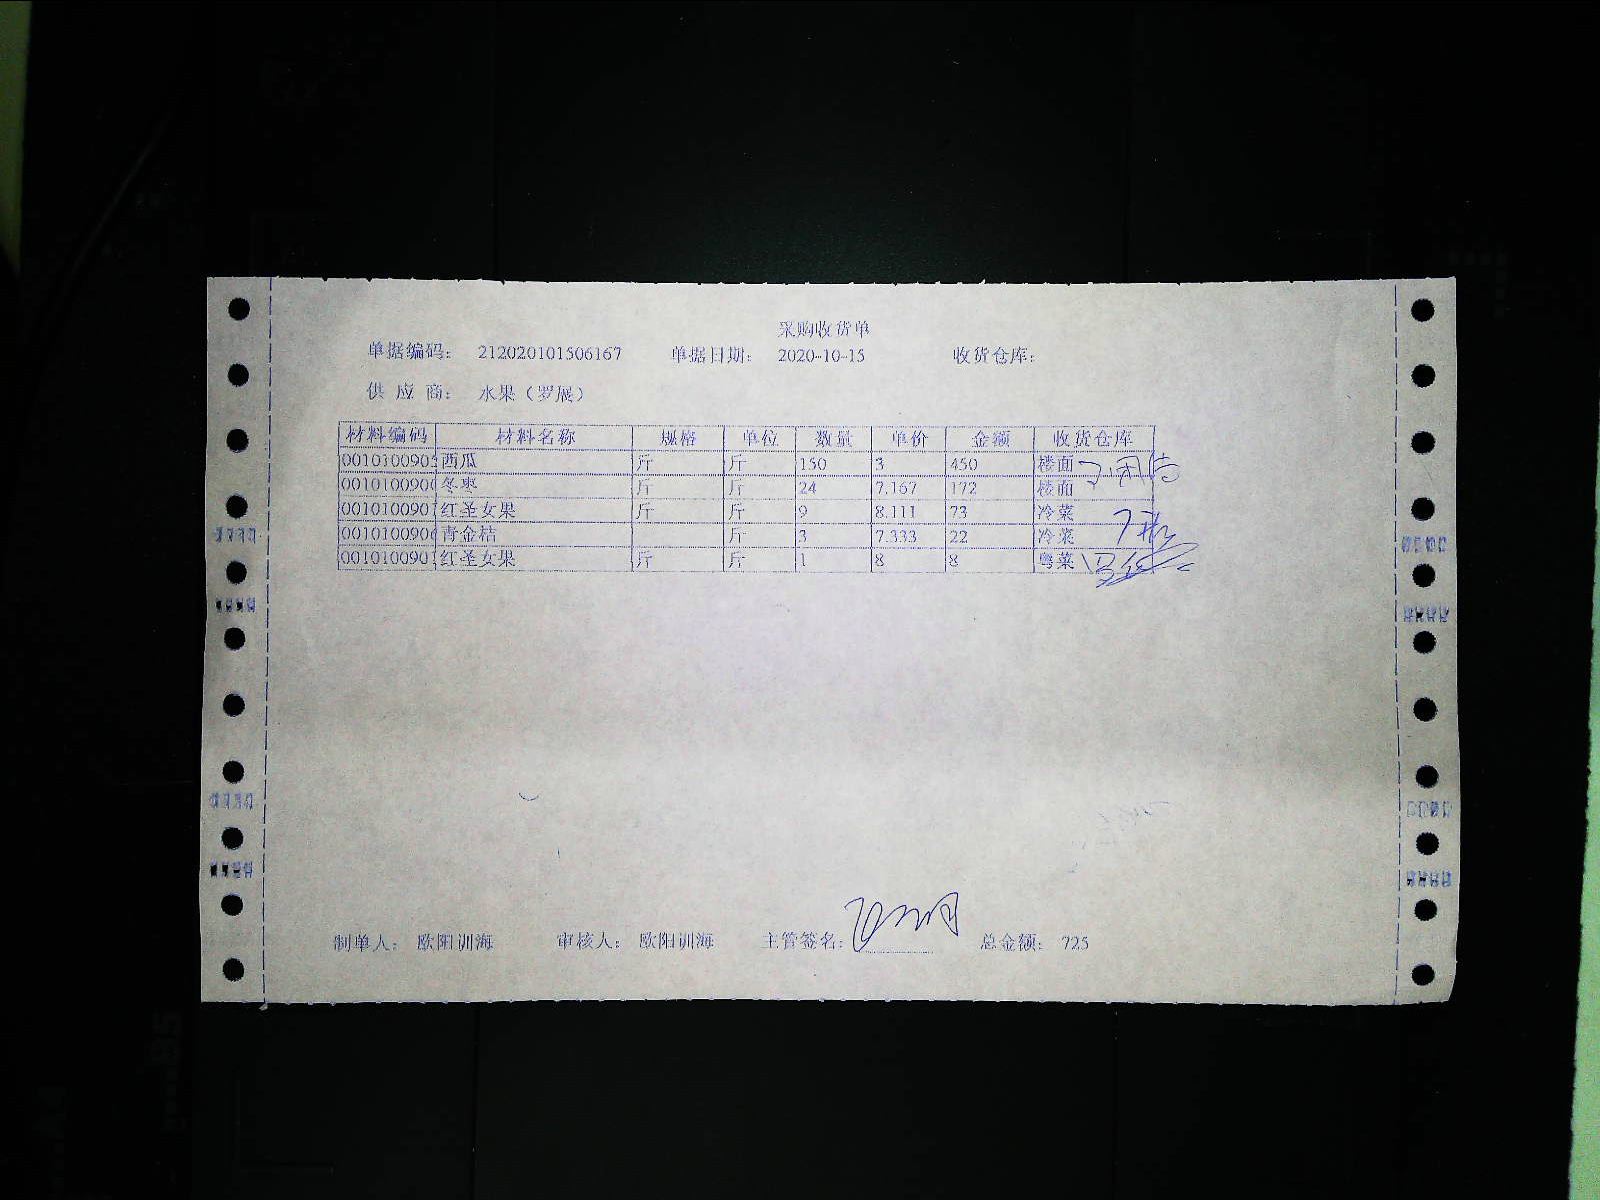 采购收货单
单据编码: 212020101506167 单据日期: 2020-10-15 收货仓库:
供 应 商: 水果（罗展）
材料编码 材料名称 规格 单位 数量 单价 金额 收货仓库
001010090 西瓜 斤 斤 150 3 450 楼面
001010090 冬枣 斤 斤 24 7.167 172 楼面
001010090 红圣女果 斤 斤 9 8.111 73 冷菜
001010090 青金桔 斤 3 7.333 22 冷菜
001010090 红圣女果 斤 斤 1 8 8 粤菜
制单人: 欧阳训海 审核人: 欧阳训海 主管签名: 总金额: 725